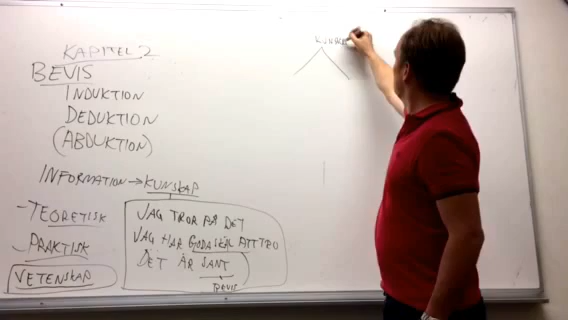 KAPITEL 2
BEVIS
INDUKTION
DEDUKTION
(ABDUKTION)
INFORMATION → KUNSKAP
- TEORETISK
- PRAKTISK
VETENSKAP
JAG TROR PÅ DET
JAG HAR GODA SKÄL ATT TRO
DET ÄR SANT
BEVIS
KUNSK